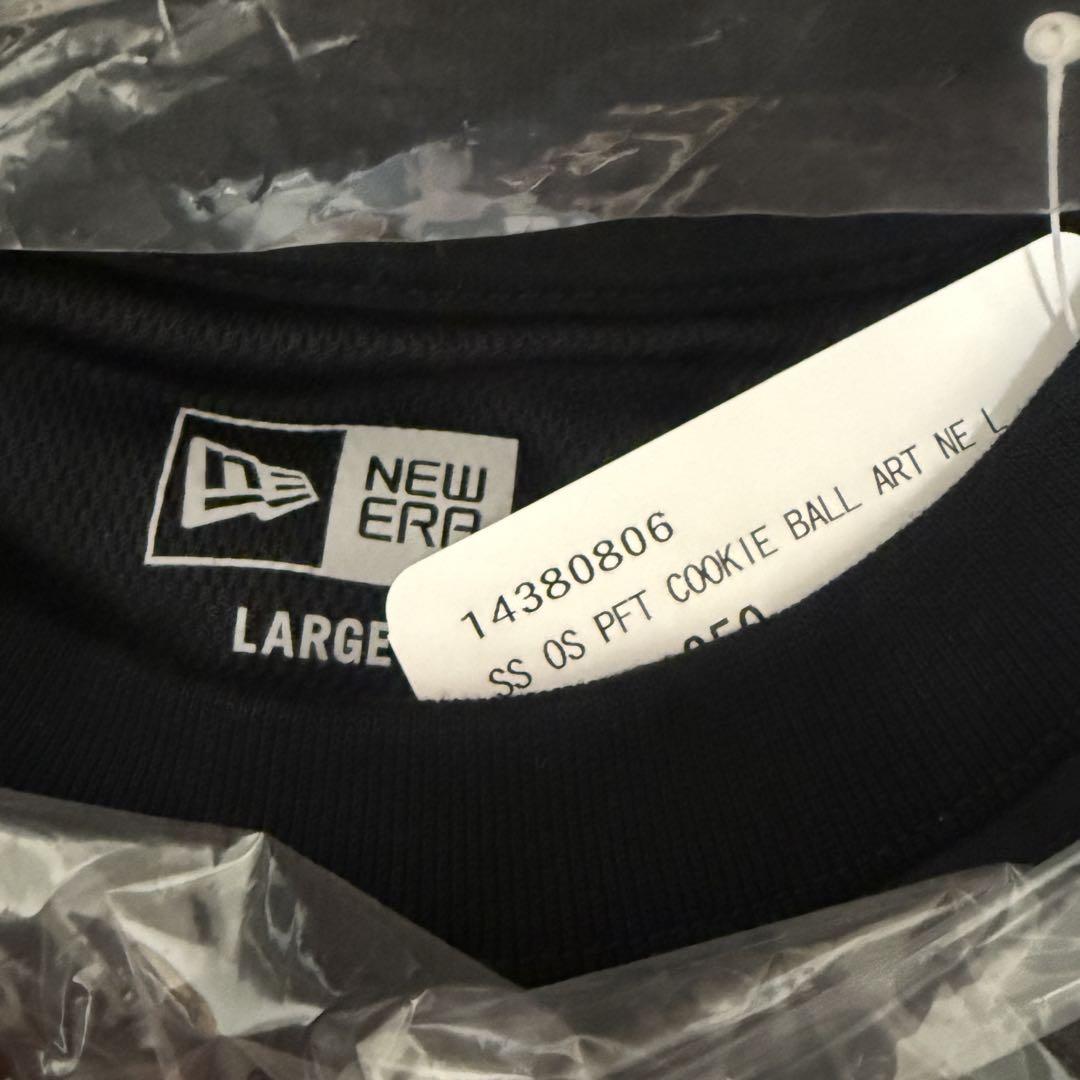 NEW
ERA
LARGE
14380806
SS OS PFT COOKIE BALL ART NE L